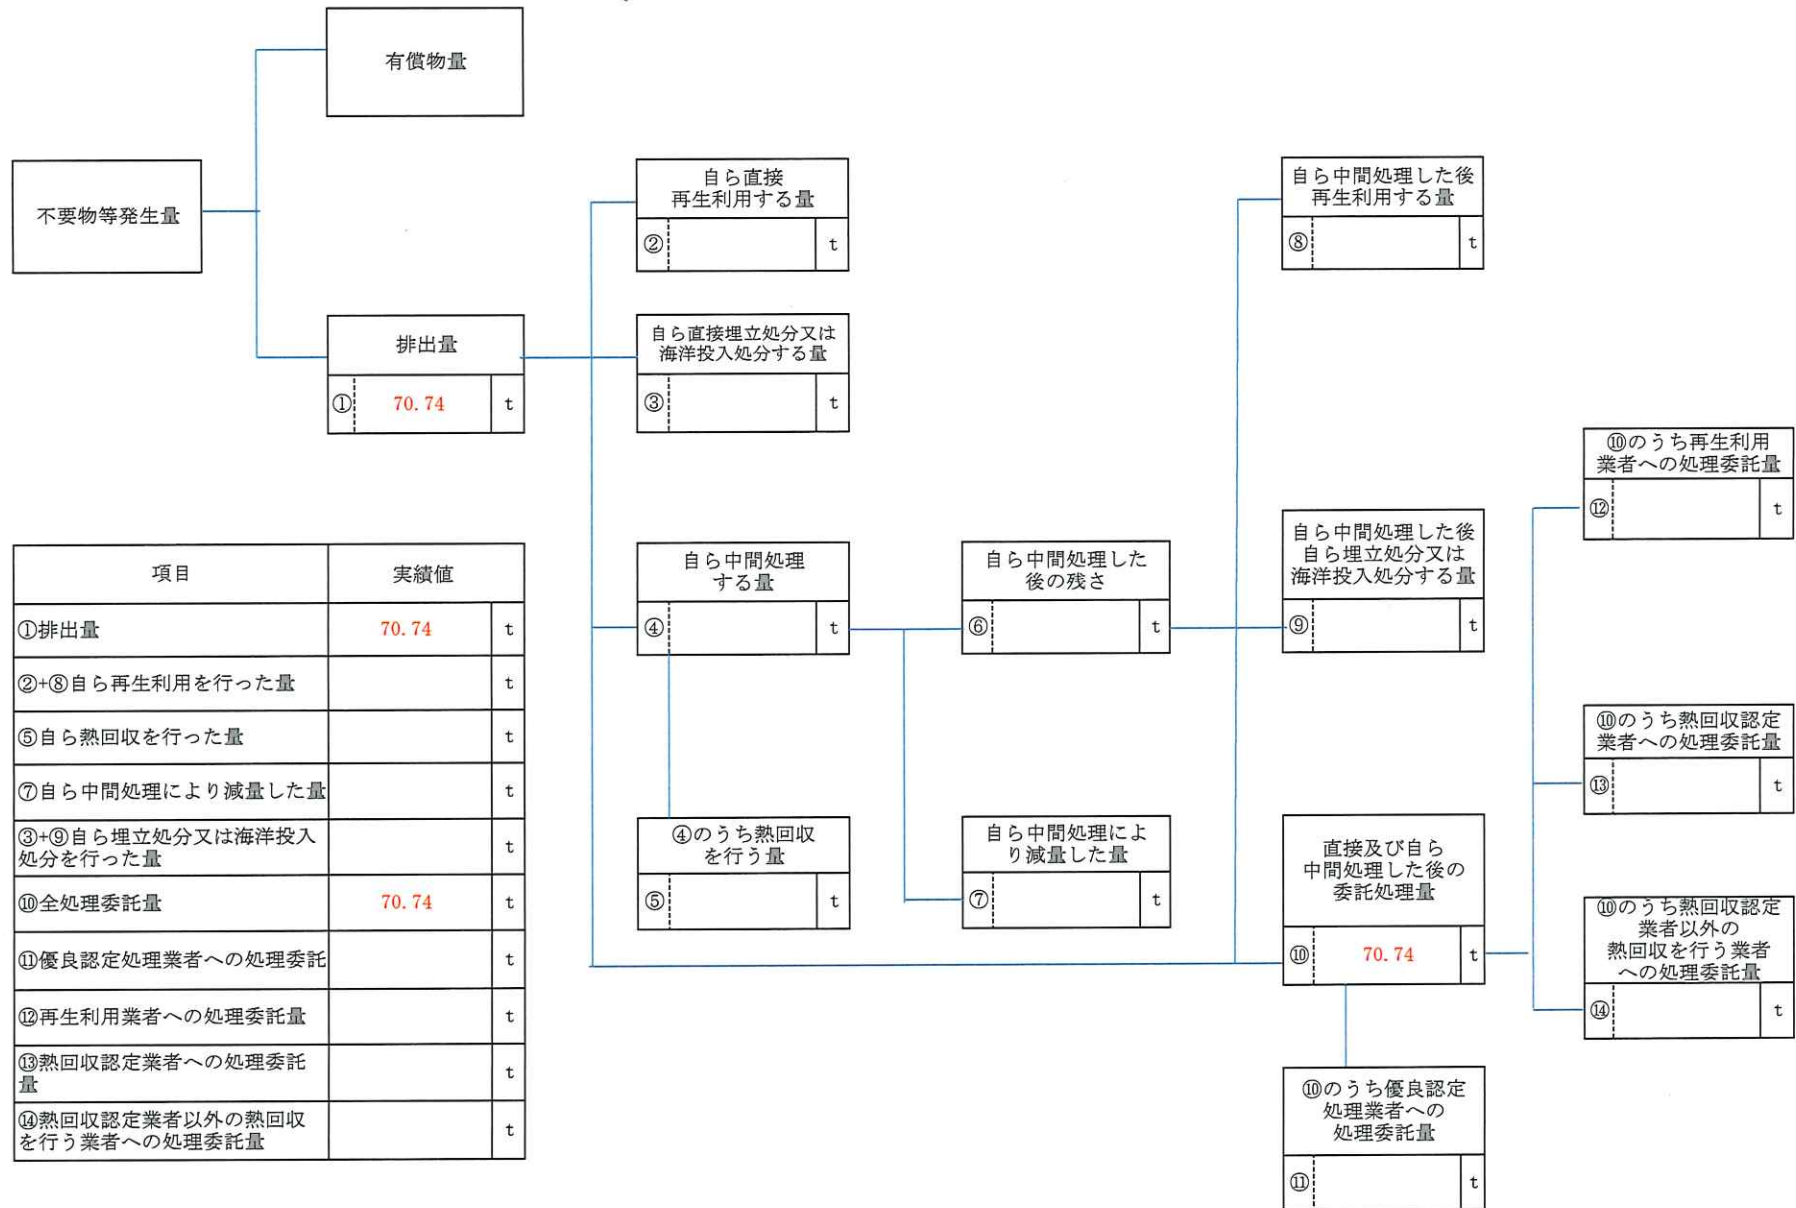 有償物量
不要物等発生量
排出量
① 70.74 t
自ら直接
再生利用する量
② t
自ら直接埋立処分又は
海洋投入処分する量
③ t
自ら中間処理
する量
④ t
④のうち熱回収
を行う量
⑤ t
自ら中間処理した
後の残さ
⑥ t
自ら中間処理によ
り減量した量
⑦ t
自ら中間処理した後
再生利用する量
⑧ t
自ら中間処理した後
自ら埋立処分又は
海洋投入処分する量
⑨ t
直接及び自ら
中間処理した後の
委託処理量
⑩ 70.74 t
⑩のうち優良認定
処理業者への
処理委託量
⑪ t
⑩のうち再生利用
業者への処理委託量
⑫ t
⑩のうち熱回収認定
業者への処理委託量
⑬ t
⑩のうち熱回収認定
業者以外の
熱回収を行う業者
への処理委託量
⑭ t
項目 実績値
①排出量 70.74 t
②+⑧自ら再生利用を行った量 t
⑤自ら熱回収を行った量 t
⑦自ら中間処理により減量した量 t
③+⑨自ら埋立処分又は海洋投入
処分を行った量 t
⑩全処理委託量 70.74 t
⑪優良認定処理業者への処理委託 t
⑫再生利用業者への処理委託量 t
⑬熱回収認定業者への処理委託
量 t
⑭熱回収認定業者以外の熱回収
を行う業者への処理委託量 t